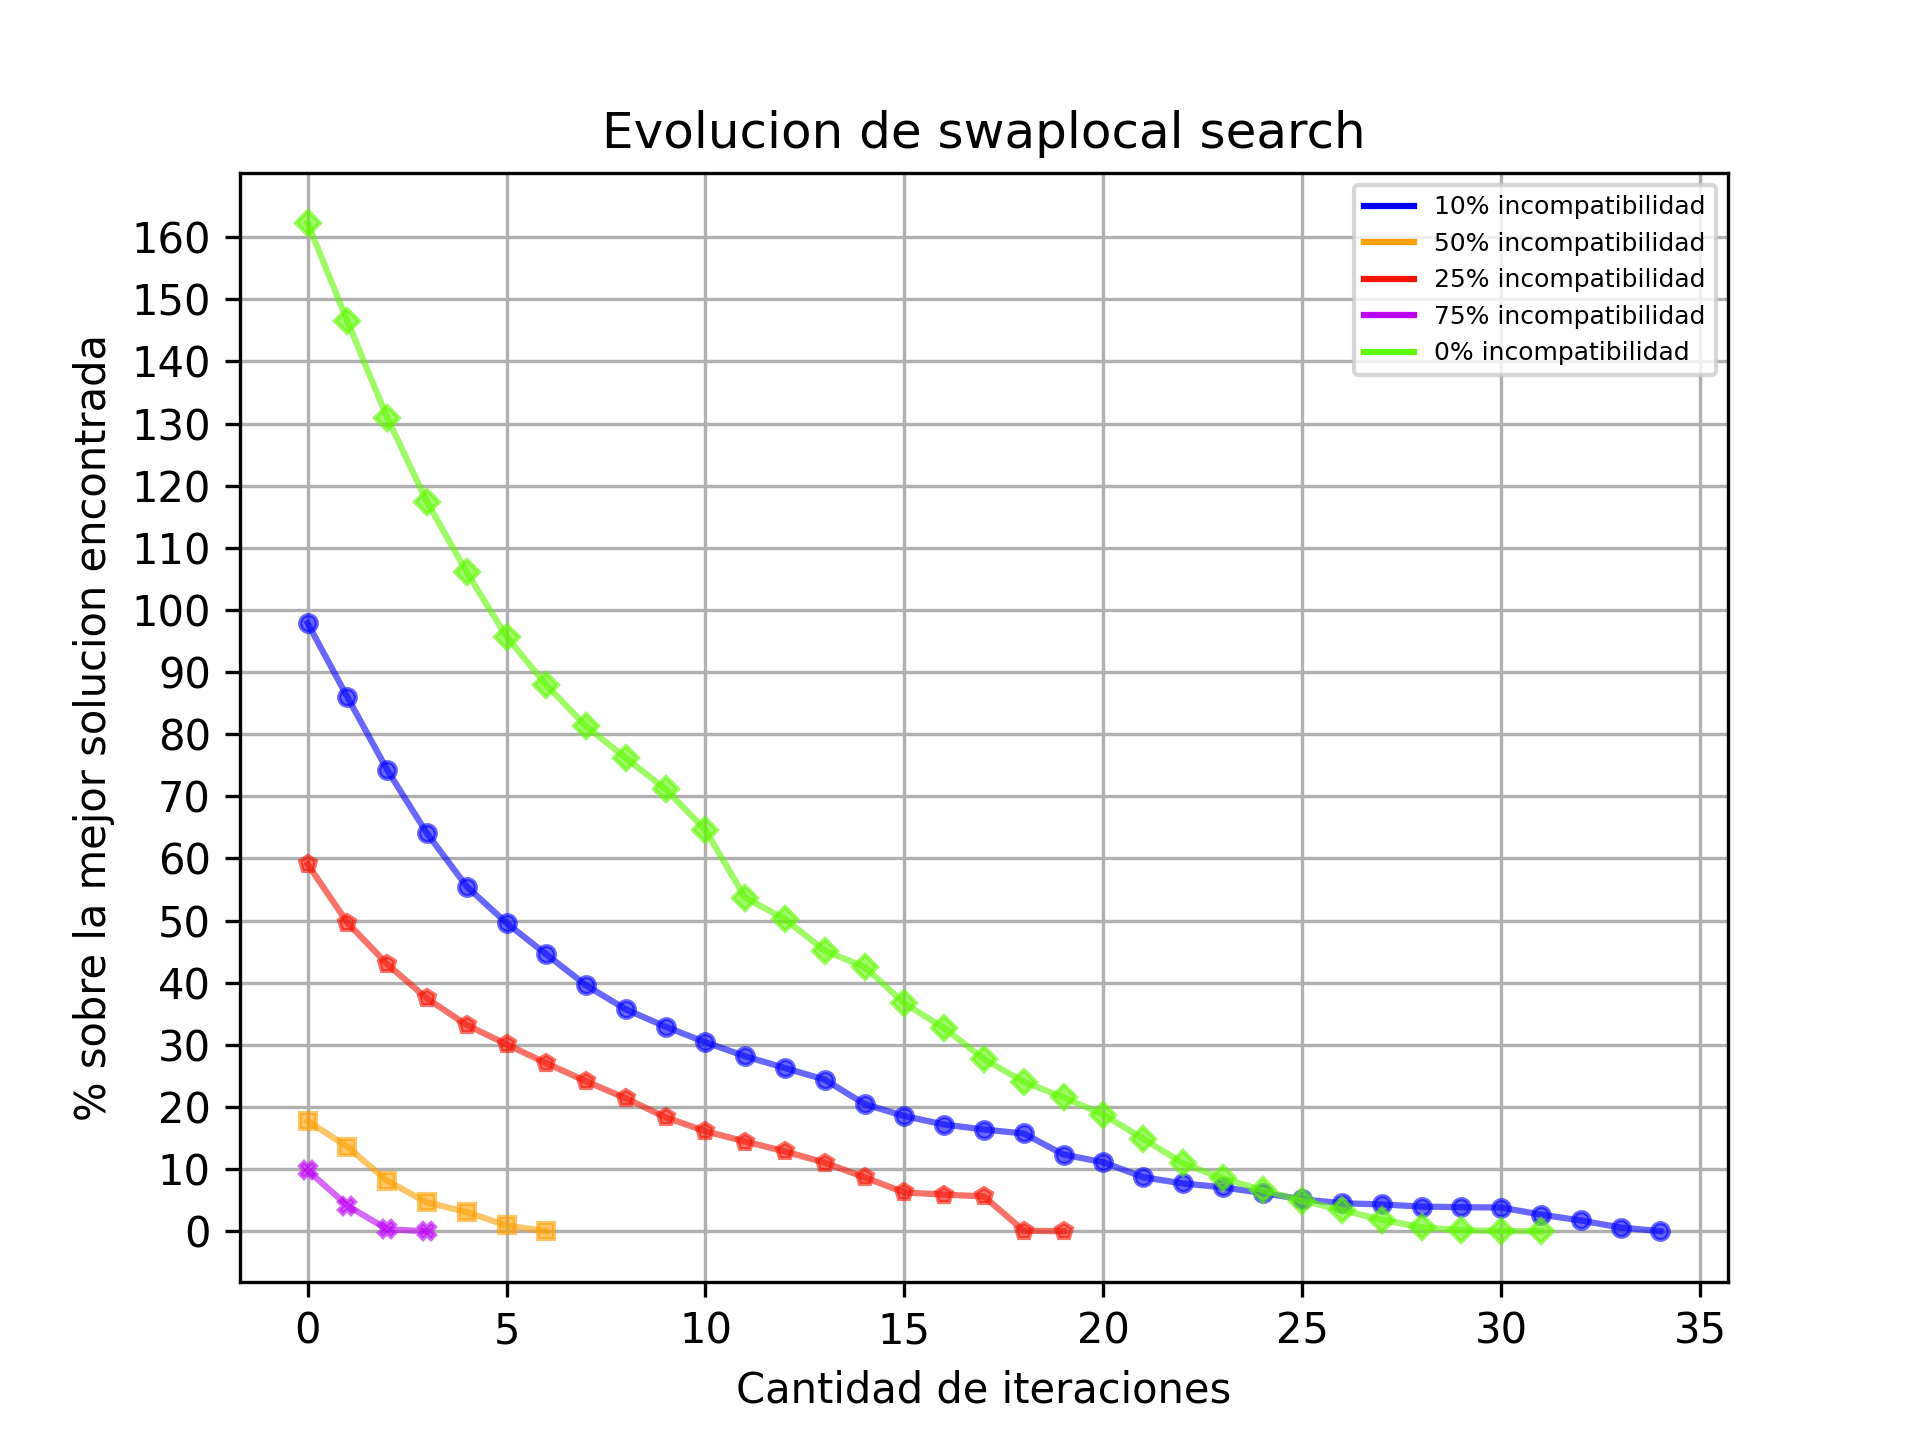 Evolucion de swaplocal search
% sobre la mejor solucion encontrada
160
150
140
130
120
110
100
90
80
70
60
50
40
30
20
10
0
10% incompatibilidad
50% incompatibilidad
25% incompatibilidad
75% incompatibilidad
0% incompatibilidad
0 5 10 15 20 25 30 35
Cantidad de iteraciones